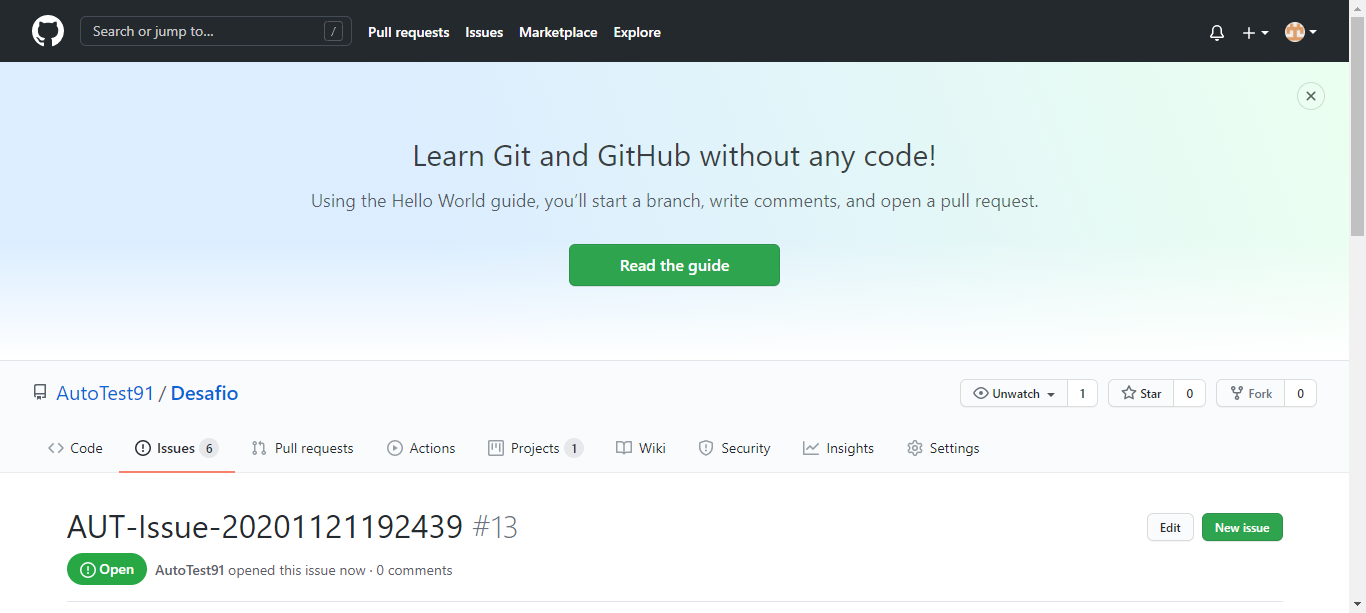 Search or jump to... /
Pull requests Issues Marketplace Explore
Learn Git and GitHub without any code!
Using the Hello World guide, you’ll start a branch, write comments, and open a pull request.
Read the guide
AutoTest91 / Desafio
Unwatch 1 Star 0 Fork 0
Code Issues 6 Pull requests Actions Projects 1 Wiki Security Insights Settings
AUT-Issue-20201121192439 #13
Edit New issue
Open AutoTest91 opened this issue now · 0 comments